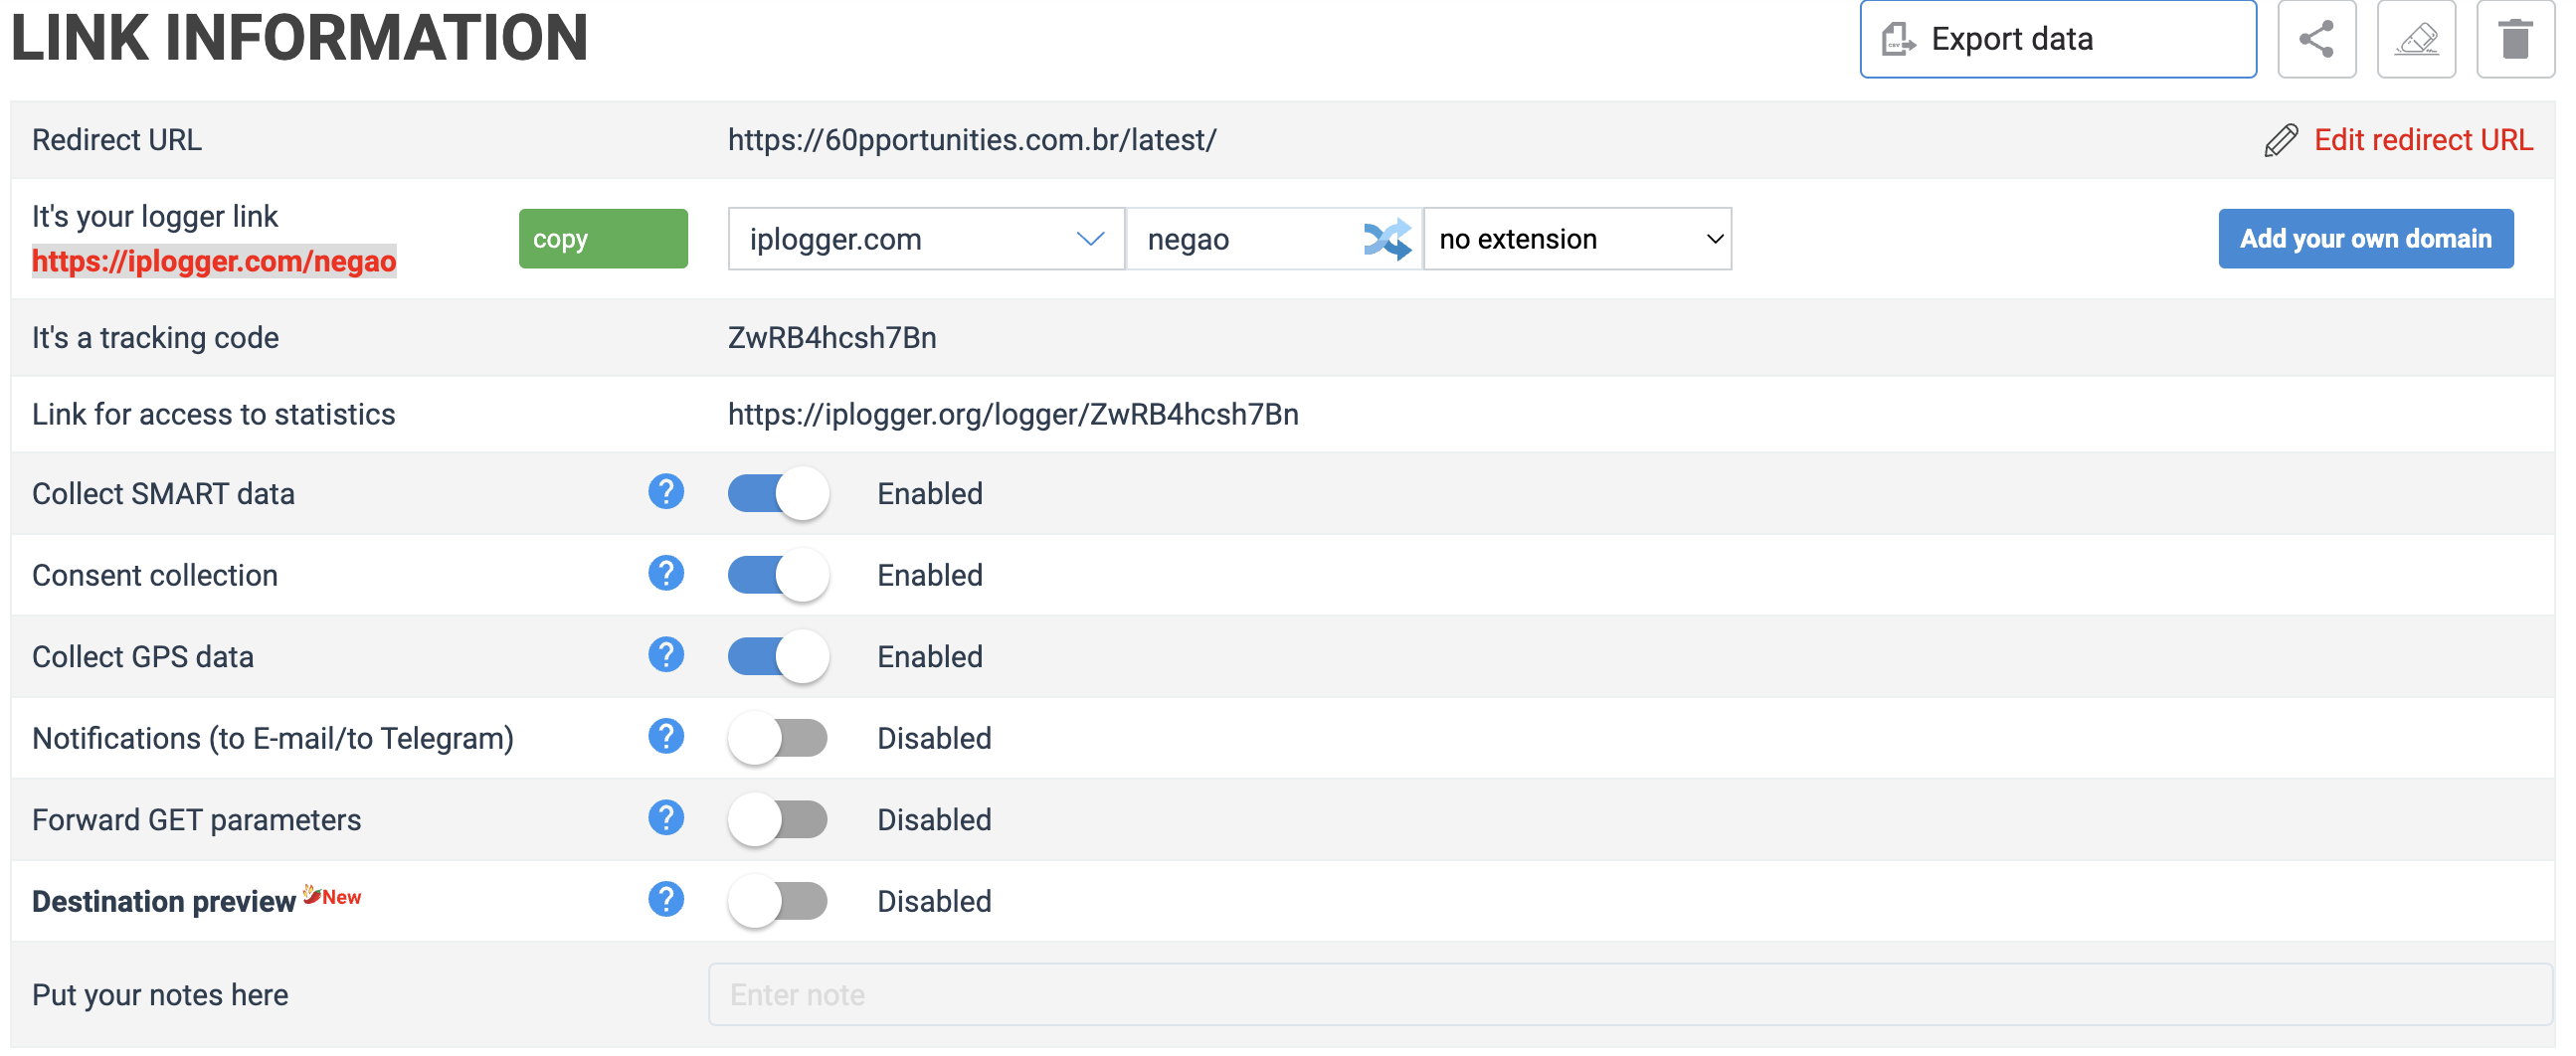 LINK INFORMATION
Export data
Redirect URL
https://60pportunities.com.br/latest/
Edit redirect URL
It's your logger link
https://iplogger.com/negao
copy
iplogger.com
negao
no extension
Add your own domain
It's a tracking code
ZwRB4hcsh7Bn
Link for access to statistics
https://iplogger.org/logger/ZwRB4hcsh7Bn
Collect SMART data
?
Enabled
Consent collection
?
Enabled
Collect GPS data
?
Enabled
Notifications (to E-mail/to Telegram)
?
Disabled
Forward GET parameters
?
Disabled
Destination preview New
?
Disabled
Put your notes here
Enter note